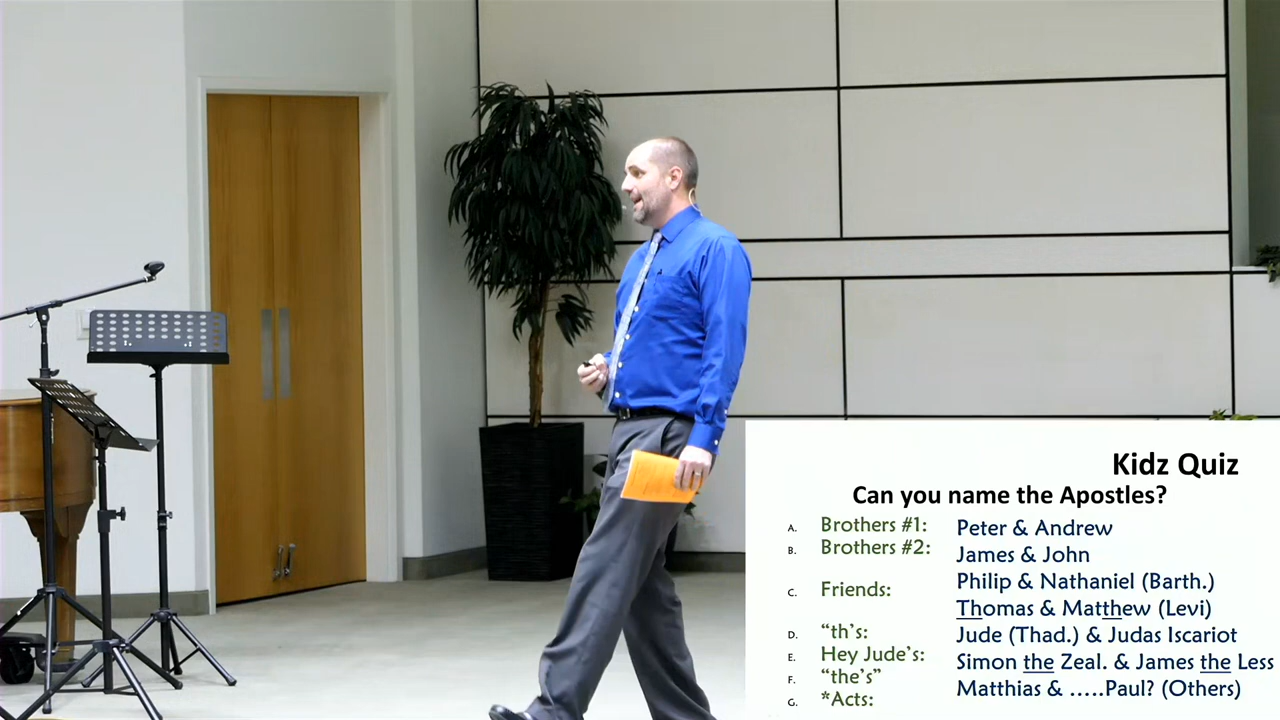 Kidz Quiz
Can you name the Apostles?
A. Brothers #1: Peter & Andrew
B. Brothers #2: James & John
C. Friends: Philip & Nathaniel (Barth.)
D. “th's: Thomas & Matthew (Levi)
E. Hey Jude's: Jude (Thad.) & Judas Iscariot
F. “the's” Simon the Zeal. & James the Less
G. *Acts: Matthias & …..Paul? (Others)